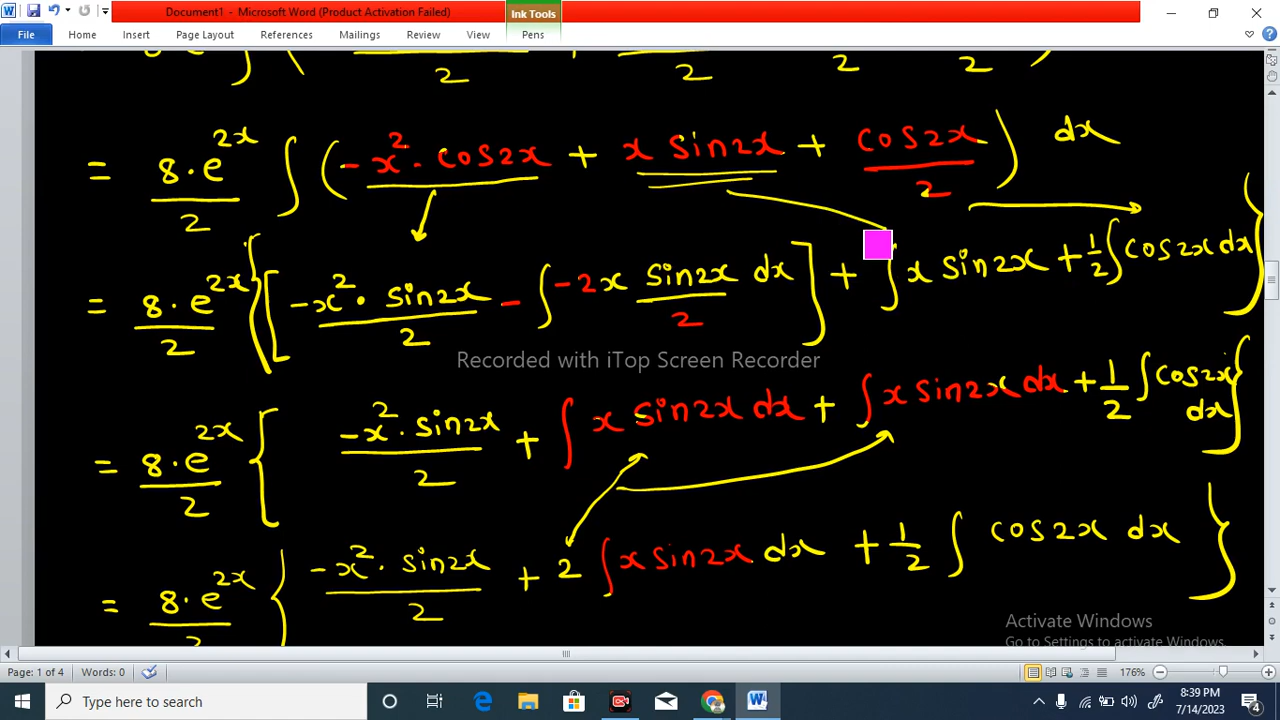 Document1 - Microsoft Word (Product Activation Failed)
Ink Tools
File Home Insert Page Layout References Mailings Review View Pens
2 2 2 2
= 8·e^2x/2 ∫ (-x²·cos2x + x sin2x + cos2x/2) dx
= 8·e^2x/2 {[-x²·sin2x/2 - ∫ -2x sin2x/2 dx] + ∫ x sin2x + 1/2 ∫ cos2x dx}
Recorded with iTop Screen Recorder
= 8·e^2x/2 { -x²·sin2x/2 + ∫ x sin2x dx + ∫ x sin2x dx + 1/2 ∫ cos2x dx }
= 8·e^2x/2 { -x²·sin2x/2 + 2 ∫ x sin2x dx + 1/2 ∫ cos2x dx }
Activate Windows
Go to Settings to activate Windows.
Page: 1 of 4 Words: 0 176%
Type here to search
8:39 PM
7/14/2023
4